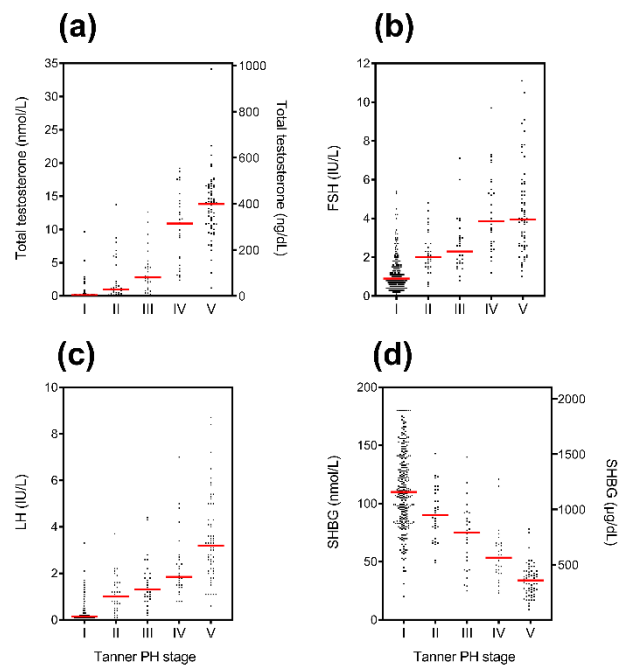 (a)
Total testosterone (nmol/L)
35
30
25
20
15
10
5
0
1000
800
600
400
200
0
Total testosterone (ng/dL)
I II III IV V
(b)
FSH (IU/L)
12
10
8
6
4
2
0
I II III IV V
(c)
LH (IU/L)
10
8
6
4
2
0
I II III IV V
Tanner PH stage
(d)
SHBG (nmol/L)
200
150
100
50
0
2000
1500
1000
500
SHBG (µg/dL)
I II III IV V
Tanner PH stage